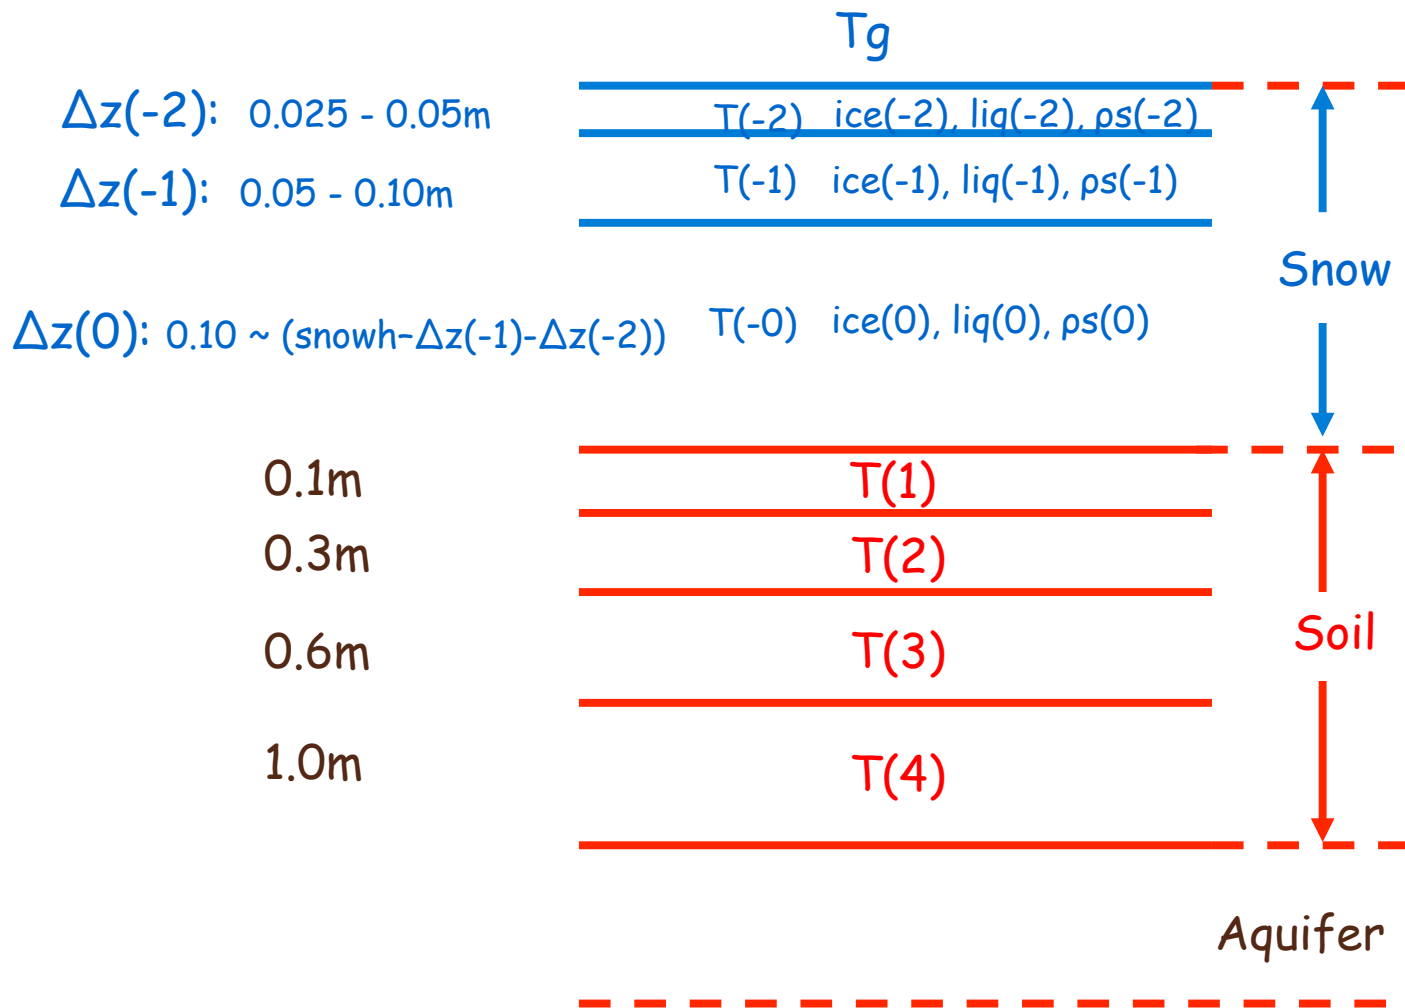 Tg
Δz(-2): 0.025 - 0.05m T(-2) ice(-2), liq(-2), ρs(-2)
Δz(-1): 0.05 - 0.10m T(-1) ice(-1), liq(-1), ρs(-1)
Snow
Δz(0): 0.10 ~ (snowh-Δz(-1)-Δz(-2)) T(-0) ice(0), liq(0), ρs(0)
0.1m T(1)
0.3m T(2)
Soil
0.6m T(3)
1.0m T(4)
Aquifer